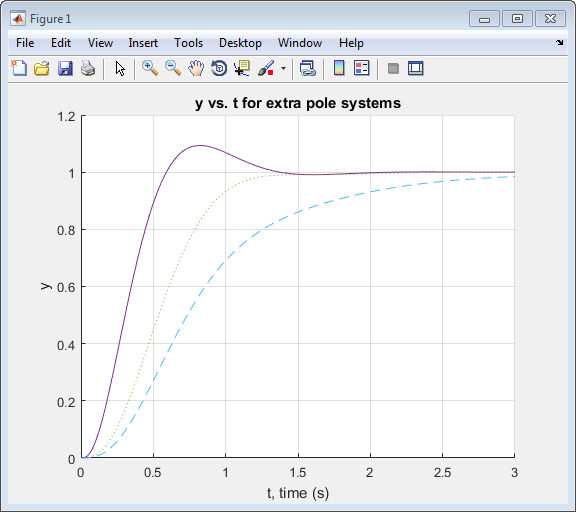 Figure 1
File Edit View Insert Tools Desktop Window Help
y vs. t for extra pole systems
1.2
1
0.8
y
0.6
0.4
0.2
0
0 0.5 1 1.5 2 2.5 3
t, time (s)